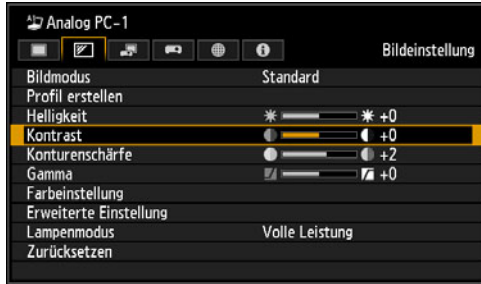 Analog PC-1
Bildeinstellung
Bildmodus Standard
Profil erstellen
Helligkeit +0
Kontrast +0
Konturenschärfe +2
Gamma +0
Farbeinstellung
Erweiterte Einstellung
Lampenmodus Volle Leistung
Zurücksetzen